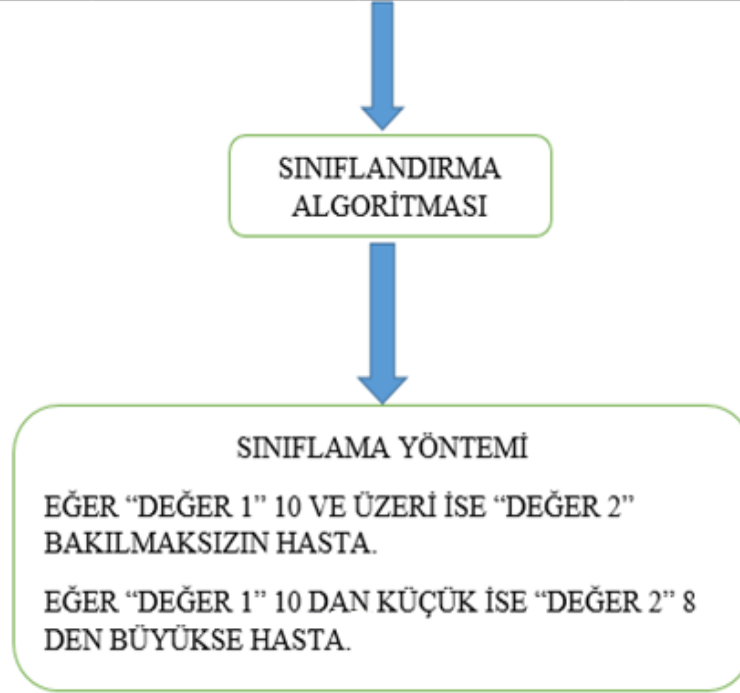 SINIFLANDIRMA
ALGORİTMASI
SINIFLAMA YÖNTEMİ
EĞER “DEĞER 1” 10 VE ÜZERİ İSE “DEĞER 2”
BAKILMAKSIZIN HASTA.
EĞER “DEĞER 1” 10 DAN KÜÇÜK İSE “DEĞER 2” 8
DEN BÜYÜKSE HASTA.